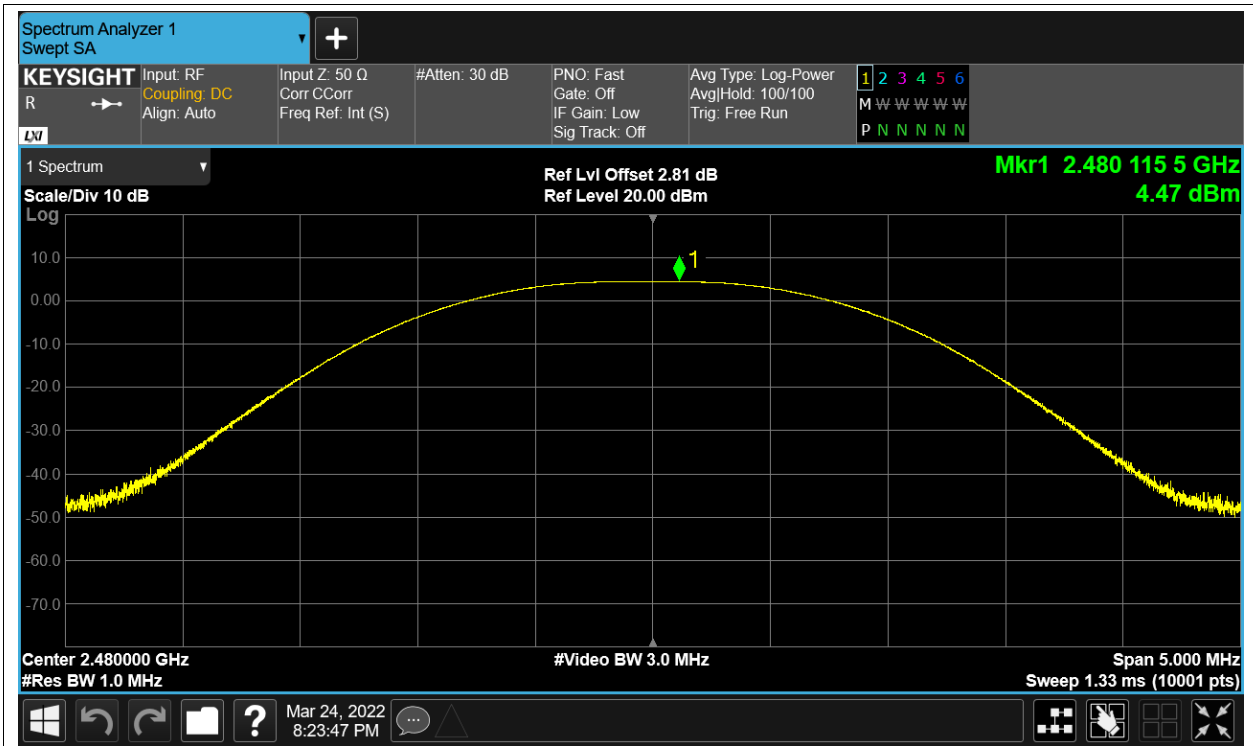 Spectrum Analyzer 1
Swept SA
+
KEYSIGHT
R
LXI
Input: RF
Coupling: DC
Align: Auto
Input Z: 50 Ω
Corr CCorr
Freq Ref: Int (S)
#Atten: 30 dB
PNO: Fast
Gate: Off
IF Gain: Low
Sig Track: Off
Avg Type: Log-Power
Avg|Hold: 100/100
Trig: Free Run
1 2 3 4 5 6
M W W W W W
P N N N N N
1 Spectrum
Scale/Div 10 dB
Log
Ref Lvl Offset 2.81 dB
Ref Level 20.00 dBm
Mkr1 2.480 115 5 GHz
4.47 dBm
1
10.0
0.00
-10.0
-20.0
-30.0
-40.0
-50.0
-60.0
-70.0
Center 2.480000 GHz
#Res BW 1.0 MHz
#Video BW 3.0 MHz
Span 5.000 MHz
Sweep 1.33 ms (10001 pts)
?
Mar 24, 2022
8:23:47 PM